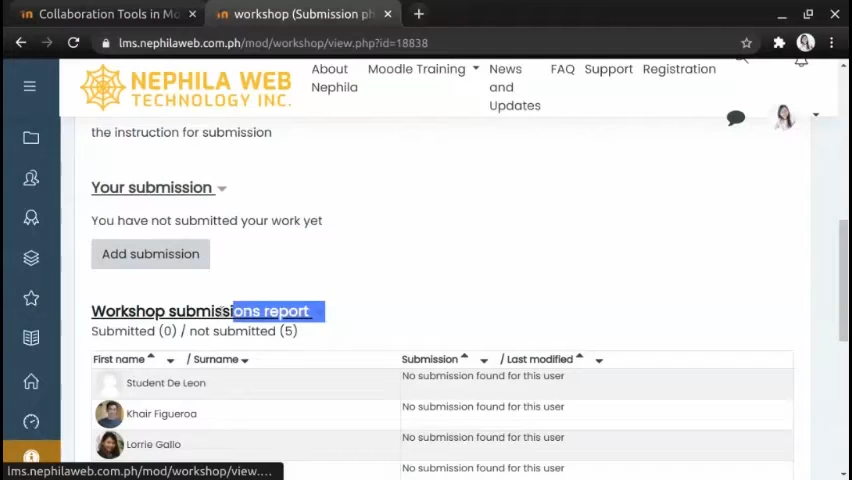 Collaboration Tools in Mo
workshop (Submission ph
lms.nephilaweb.com.ph/mod/workshop/view.php?id=18838
NEPHILA WEB
TECHNOLOGY INC.
About Nephila
Moodle Training
News and Updates
FAQ
Support
Registration
the instruction for submission
Your submission
You have not submitted your work yet
Add submission
Workshop submissions report
Submitted (0) / not submitted (5)
First name / Surname Submission / Last modified
Student De Leon No submission found for this user
Khair Figueroa No submission found for this user
Lorrie Gallo No submission found for this user
No submission found for this user
lms.nephilaweb.com.ph/mod/workshop/view....